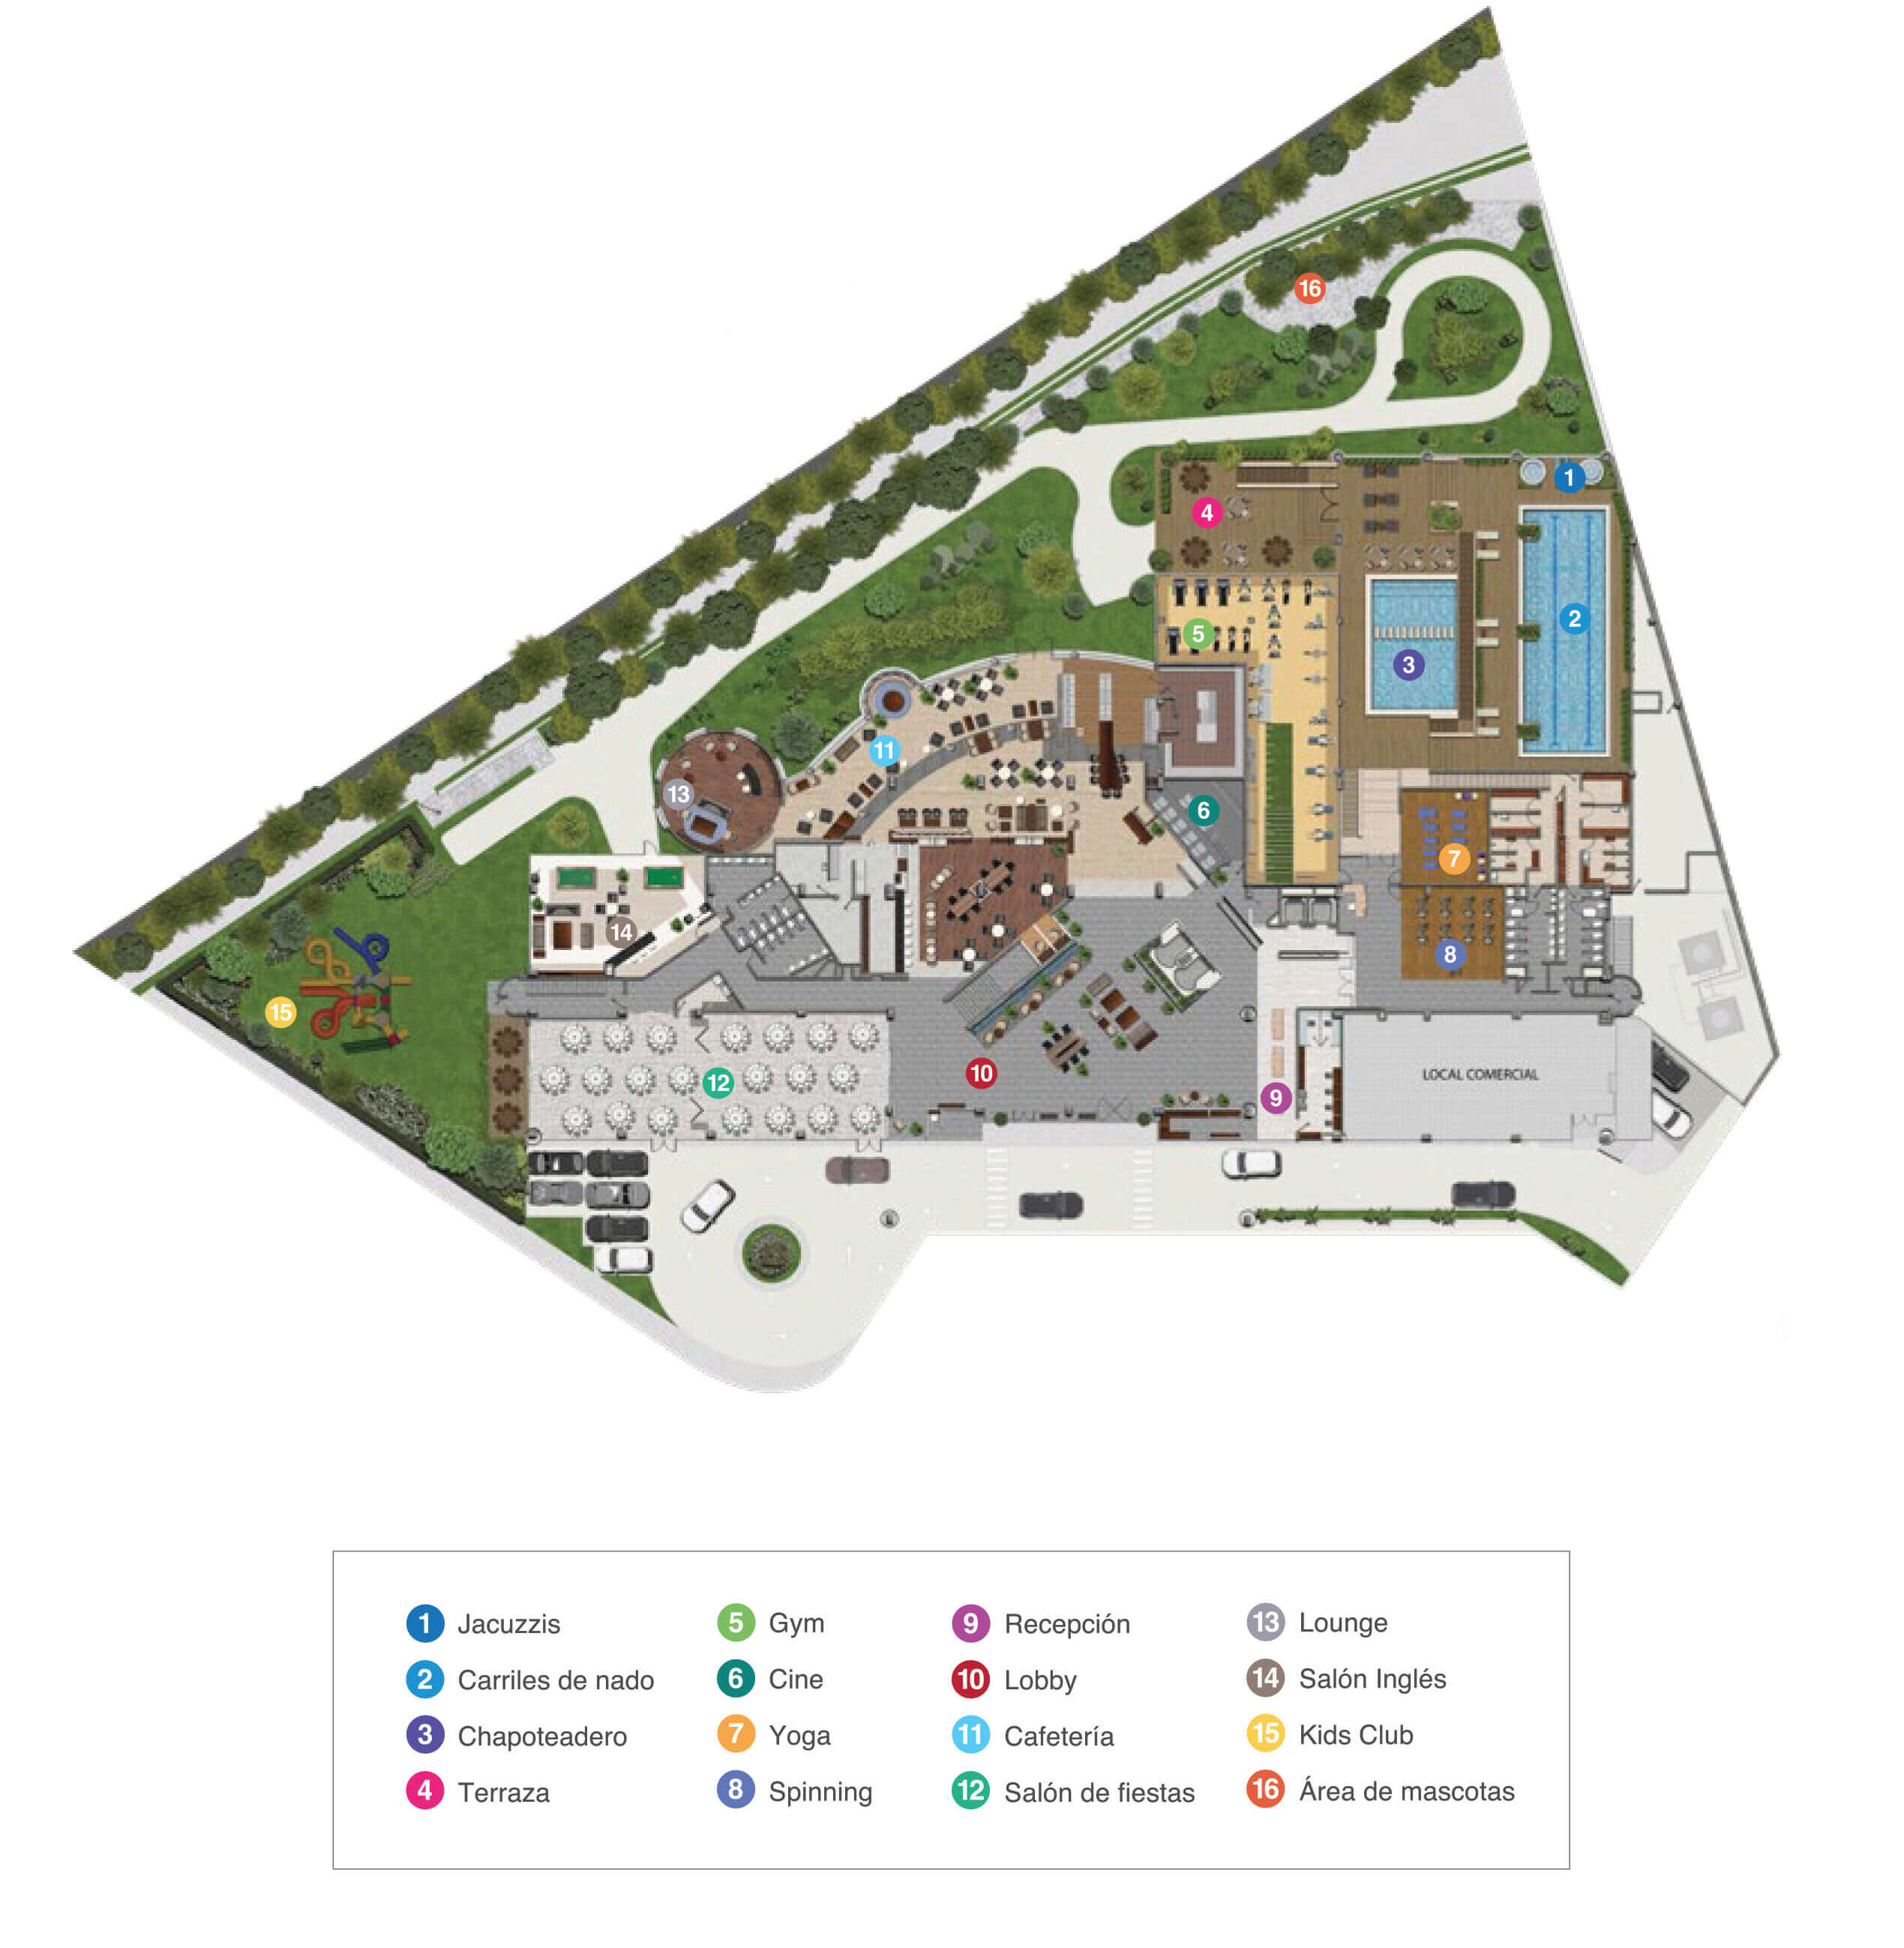 16
1
4
2
5
3
11
13
6
7
14
8
15
10
12
LOCAL COMERCIAL
9
1 Jacuzzis
2 Carriles de nado
3 Chapoteadero
4 Terraza
5 Gym
6 Cine
7 Yoga
8 Spinning
9 Recepción
10 Lobby
11 Cafetería
12 Salón de fiestas
13 Lounge
14 Salón Inglés
15 Kids Club
16 Área de mascotas